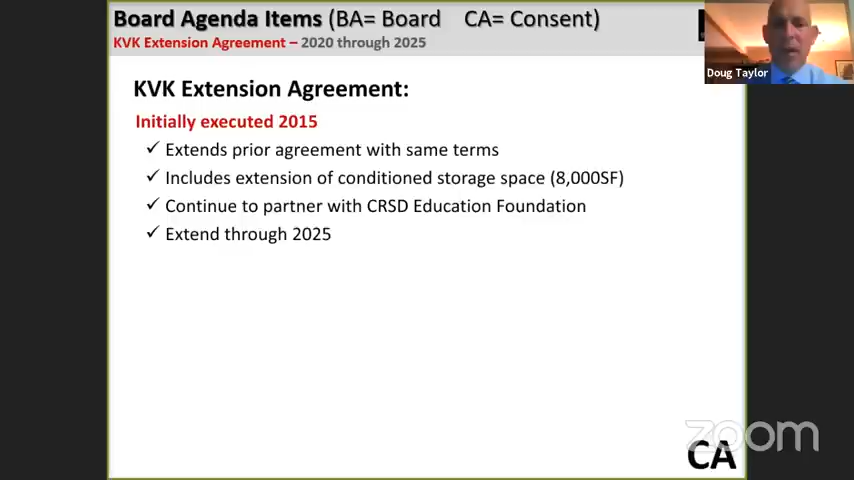 Board Agenda Items (BA= Board CA= Consent)
KVK Extension Agreement – 2020 through 2025
Doug Taylor
KVK Extension Agreement:
Initially executed 2015
✓ Extends prior agreement with same terms
✓ Includes extension of conditioned storage space (8,000SF)
✓ Continue to partner with CRSD Education Foundation
✓ Extend through 2025
zoom
CA